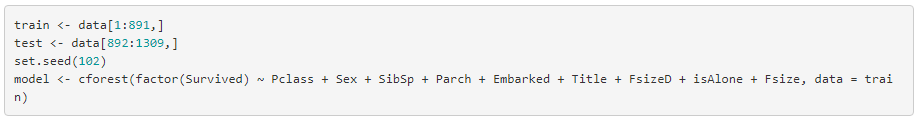 train <- data[1:891,]
test <- data[892:1309,]
set.seed(102)
model <- cforest(factor(Survived) ~ Pclass + Sex + SibSp + Parch + Embarked + Title + FsizeD + isAlone + Fsize, data = trai
n)